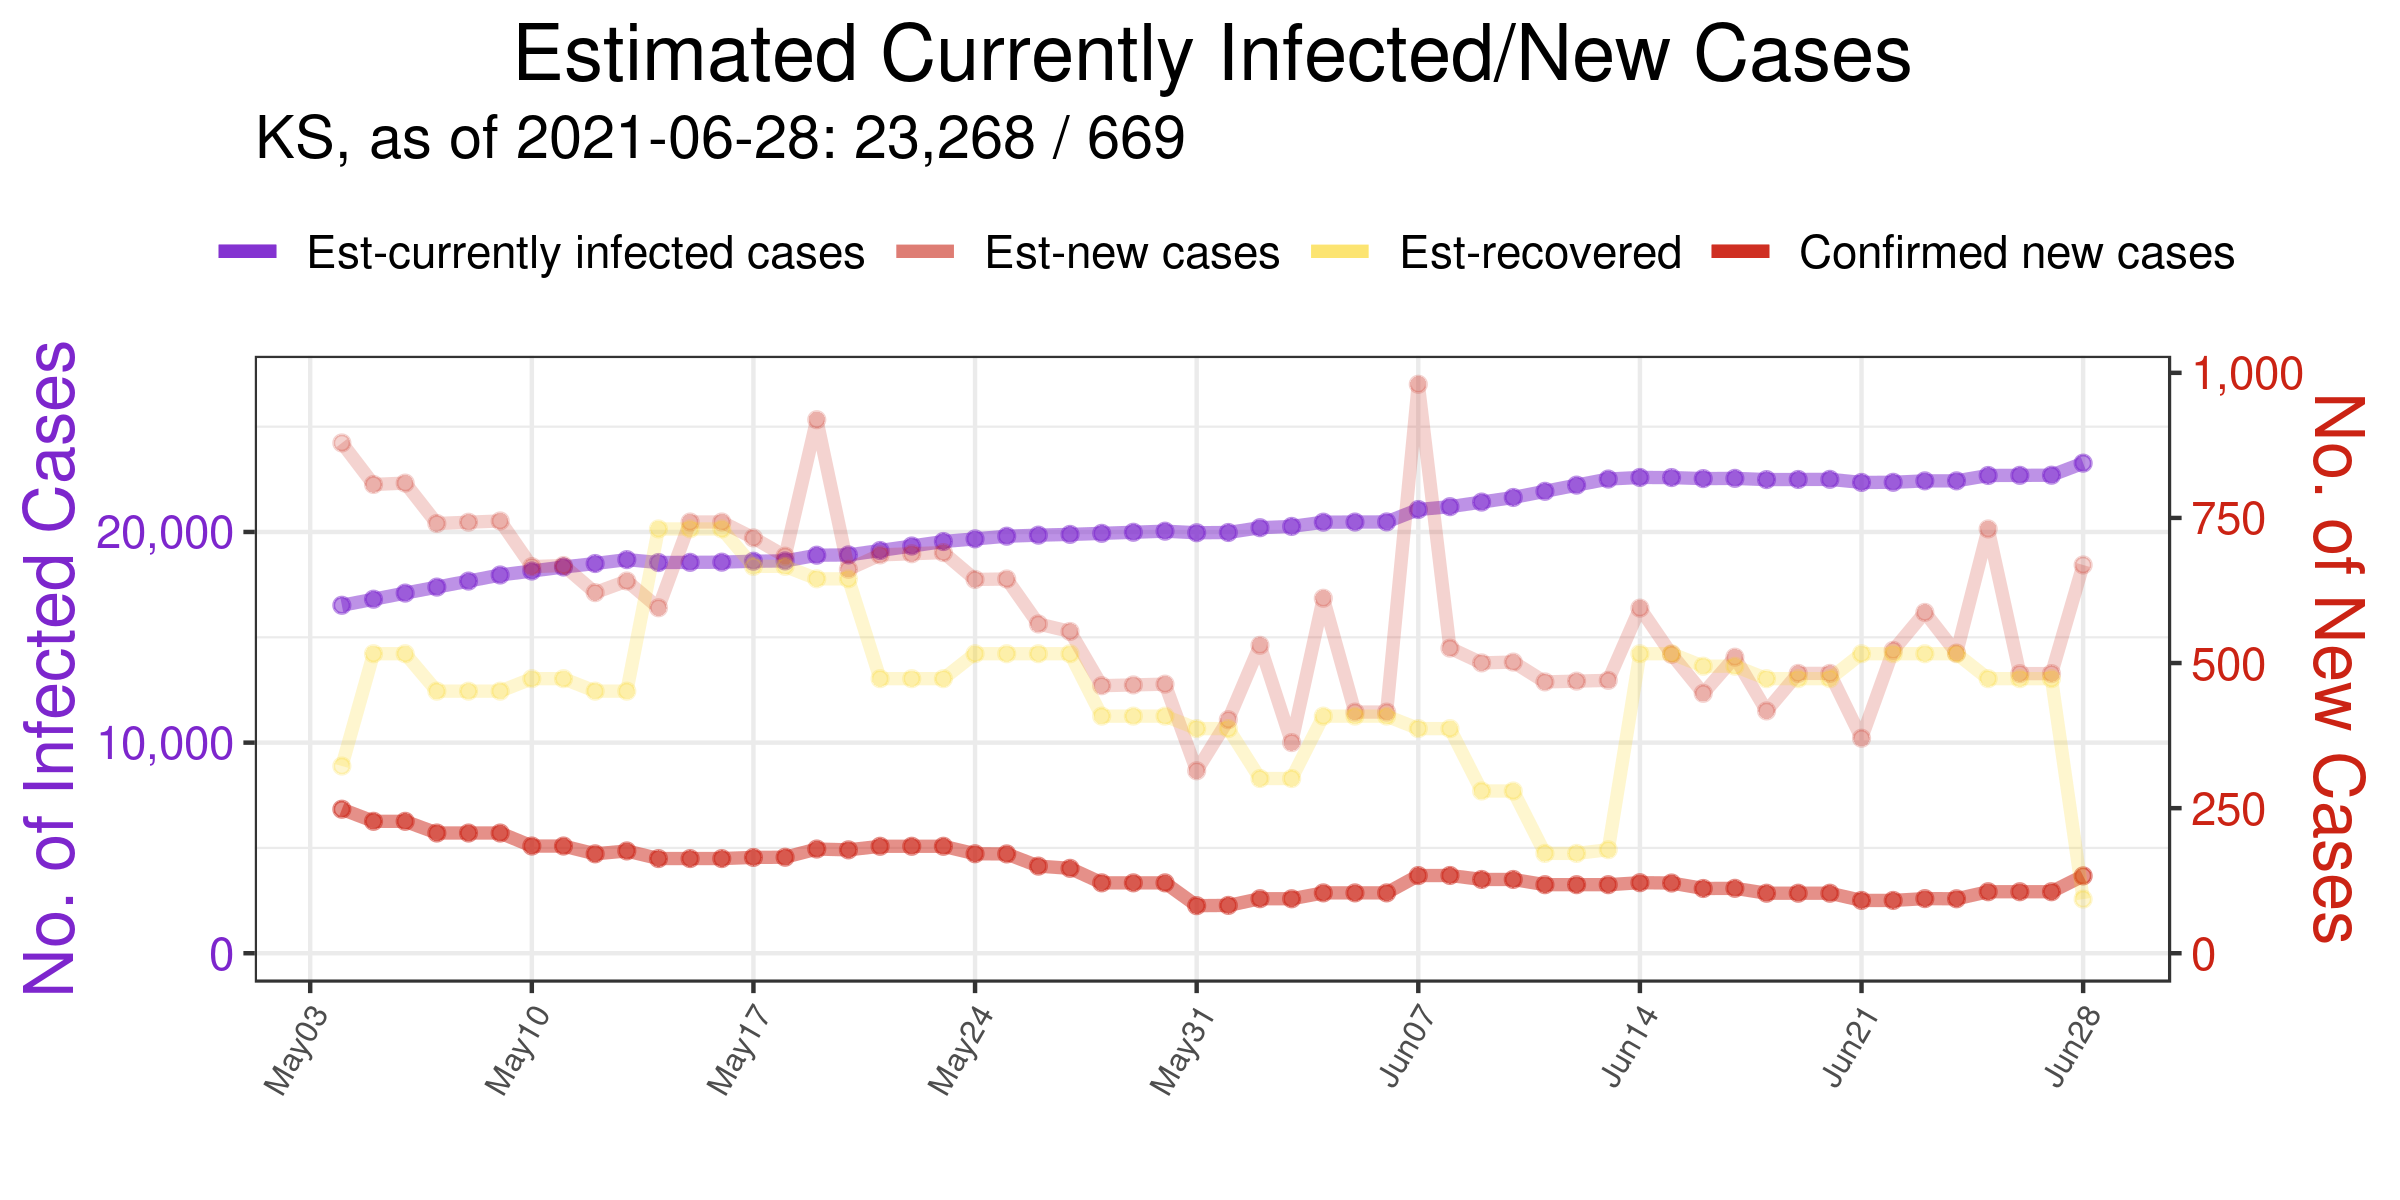 Estimated Currently Infected/New Cases
KS, as of 2021-06-28: 23,268 / 669
Est-currently infected cases Est-new cases Est-recovered Confirmed new cases
No. of Infected Cases
20,000
10,000
0
1,000
750
500
250
0
No. of New Cases
May03 May10 May17 May24 May31 Jun07 Jun14 Jun21 Jun28